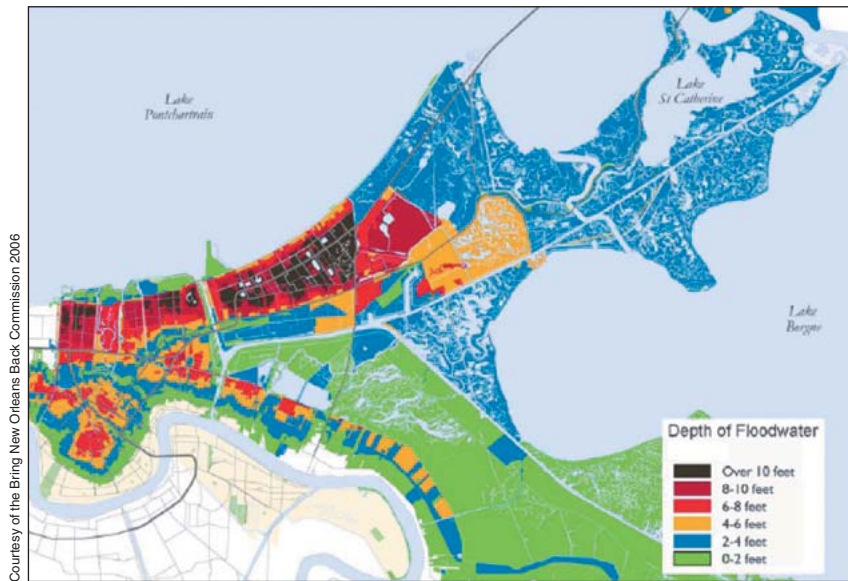 Courtesy of the Bring New Orleans Back Commission 2006
Lake
Pontchartrain
Lake
St Catherine
Lake
Borgne
Depth of Floodwater
Over 10 feet
8-10 feet
6-8 feet
4-6 feet
2-4 feet
0-2 feet